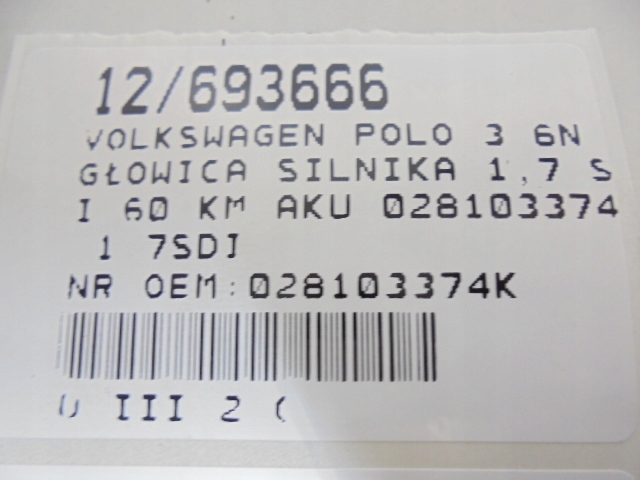 12/693666
VOLKSWAGEN POLO 3 6N
GŁOWICA SILNIKA 1,7 S
I 60 KM AKU 028103374
1 7SDI
NR OEM:028103374K
III 2 (